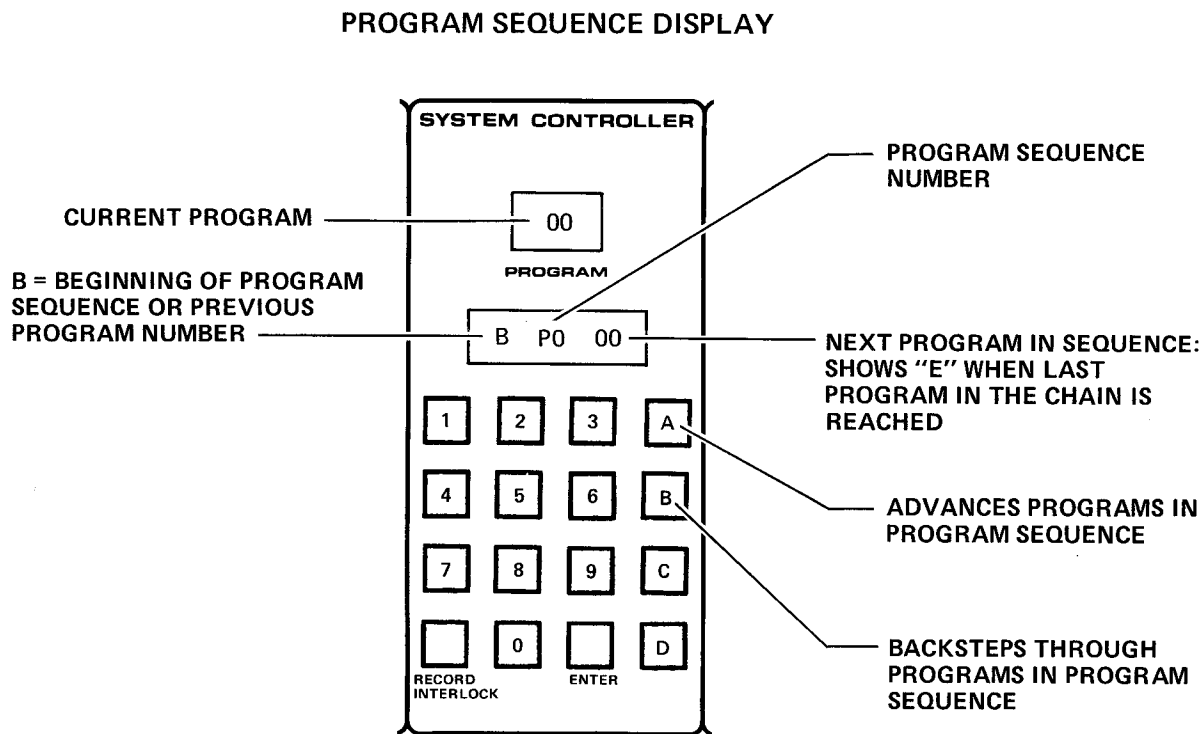 PROGRAM SEQUENCE DISPLAY
SYSTEM CONTROLLER
00
PROGRAM
B P0 00
1 2 3 A
4 5 6 B
7 8 9 C
0 D
RECORD
INTERLOCK
ENTER
CURRENT PROGRAM
B = BEGINNING OF PROGRAM
SEQUENCE OR PREVIOUS
PROGRAM NUMBER
PROGRAM SEQUENCE
NUMBER
NEXT PROGRAM IN SEQUENCE:
SHOWS "E" WHEN LAST
PROGRAM IN THE CHAIN IS
REACHED
ADVANCES PROGRAMS IN
PROGRAM SEQUENCE
BACKSTEPS THROUGH
PROGRAMS IN PROGRAM
SEQUENCE